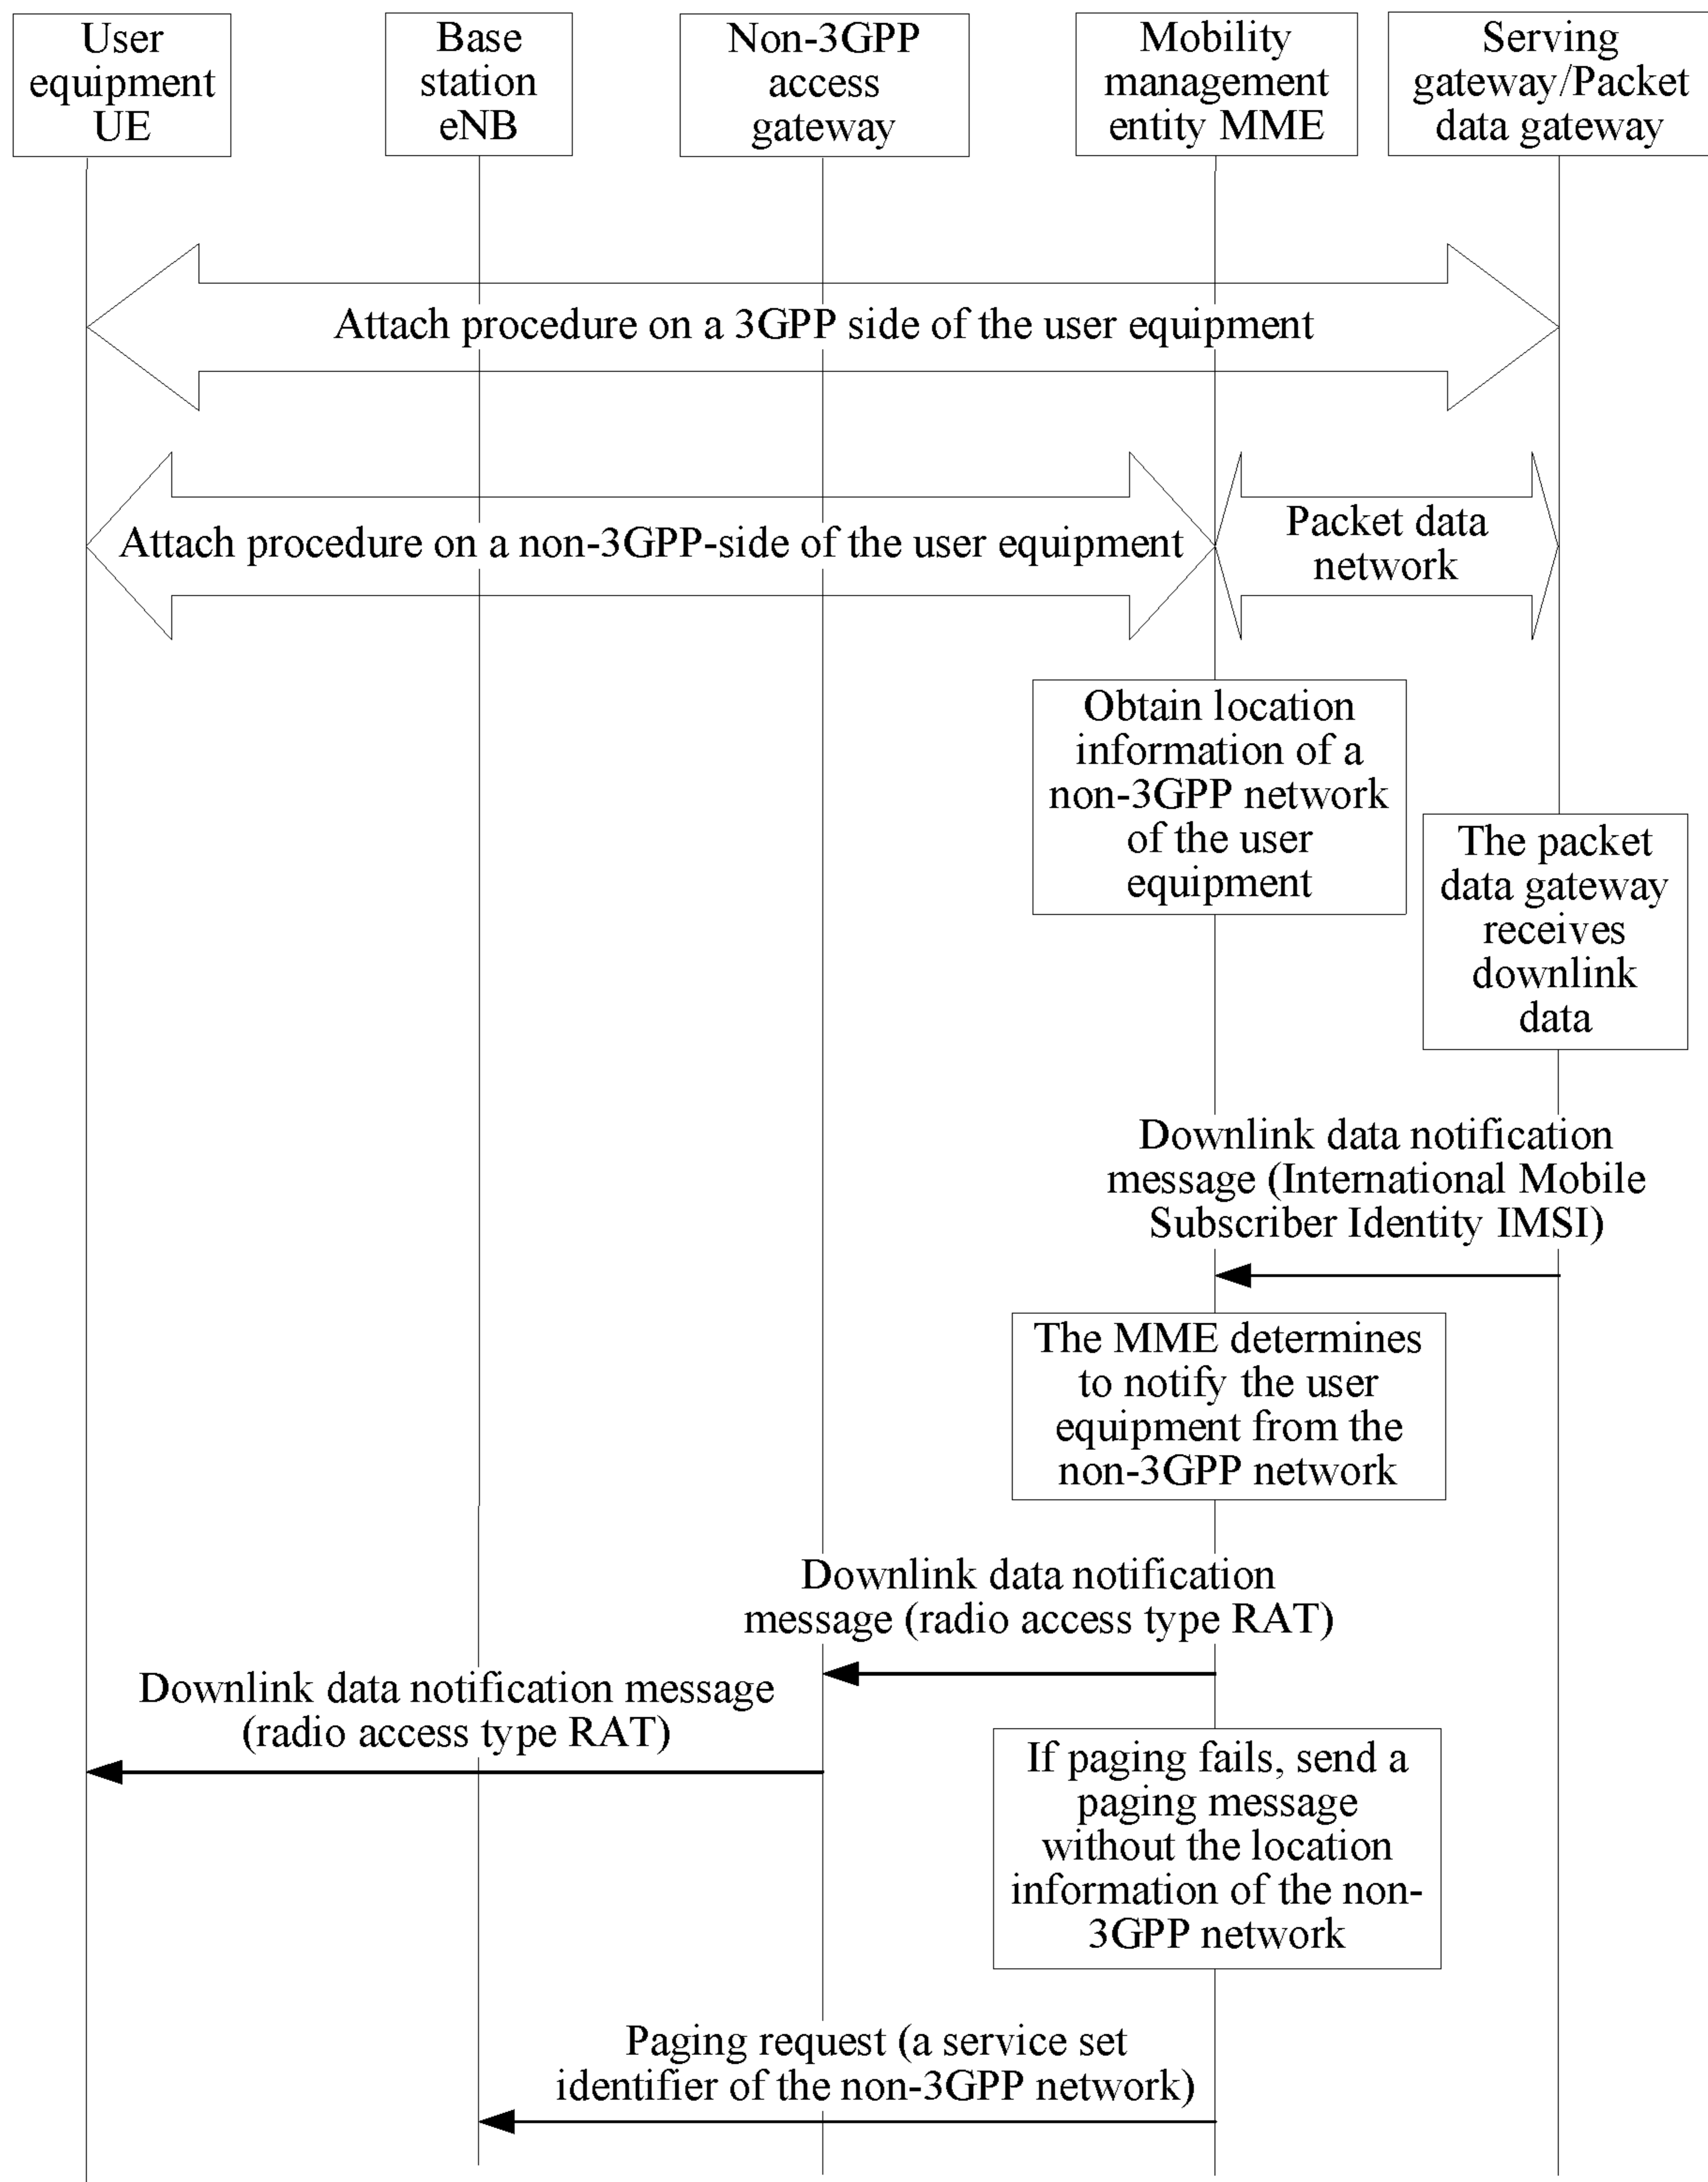 User
equipment
UE
Base
station
eNB
Non-3GPP
access
gateway
Mobility
management
entity MME
Serving
gateway/Packet
data gateway
Attach procedure on a 3GPP side of the user equipment
Attach procedure on a non-3GPP-side of the user equipment
Packet data
network
Obtain location
information of a
non-3GPP network
of the user
equipment
The packet
data gateway
receives
downlink
data
Downlink data notification
message (International Mobile
Subscriber Identity IMSI)
The MME determines
to notify the user
equipment from the
non-3GPP network
Downlink data notification
message (radio access type RAT)
Downlink data notification message
(radio access type RAT)
If paging fails, send a
paging message
without the location
information of the non-
3GPP network
Paging request (a service set
identifier of the non-3GPP network)